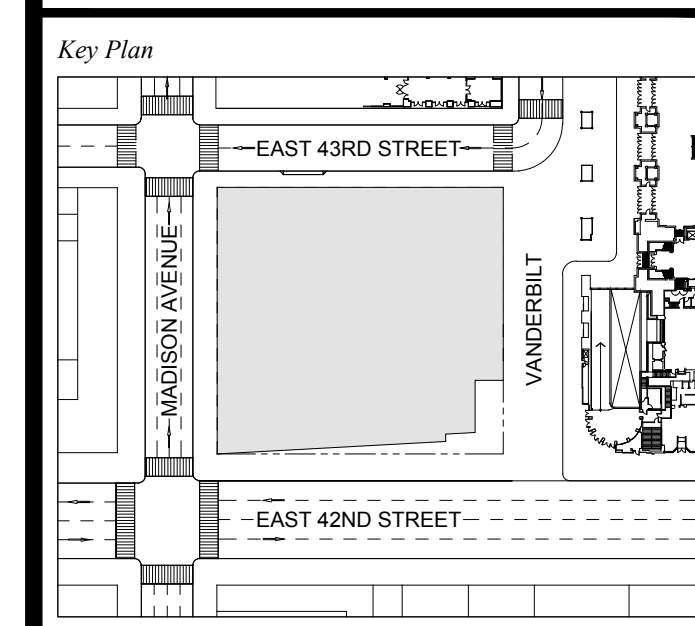 Key Plan
EAST 43RD STREET
MADISON AVENUE
VANDERBILT
EAST 42ND STREET